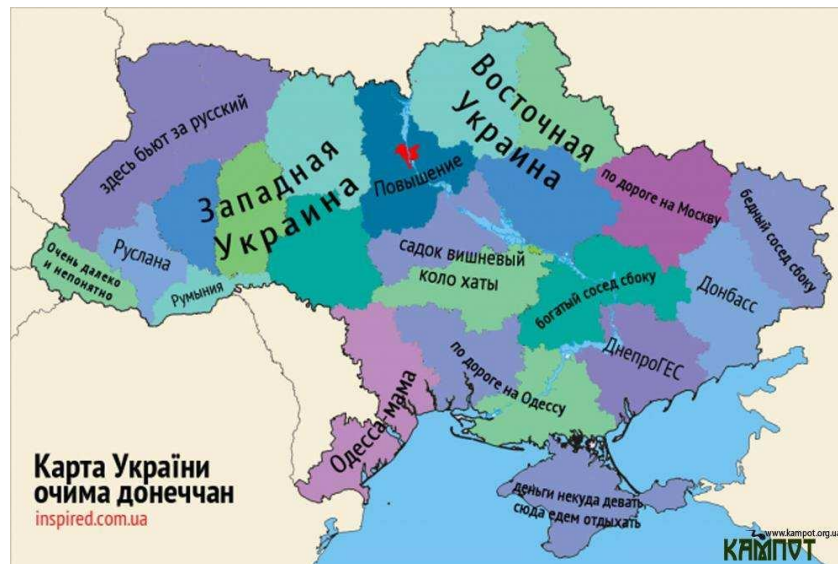 здесь бьют за русский
Западная
Украина
Восточная
Украина
Повышение
по дороге на Москву
бедный сосед сбоку
Очень далеко
и непонятно
Руслана
Румыния
садок вишневый
коло хаты
богатый сосед сбоку
Донбасс
ДнепроГЕС
по дороге на Одессу
Одесса-мама
деньги некуда девать,
сюда едем отдыхать
Карта України
очима донеччан
inspired.com.ua
www.kampot.org.ua
КАМПОТ